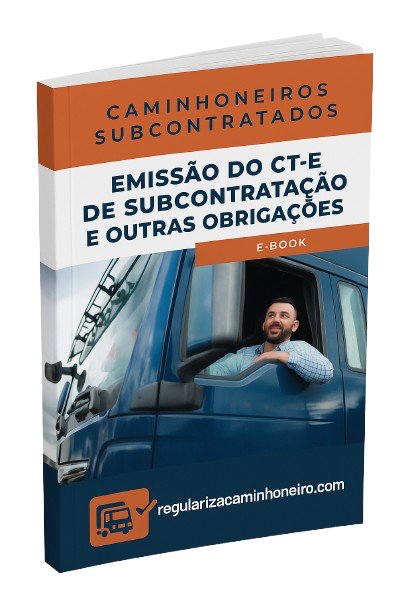 CAMINHONEIROS
SUBCONTRATADOS
EMISSÃO DO CT-E
DE SUBCONTRATAÇÃO
E OUTRAS OBRIGAÇÕES
E-BOOK
regularizacaminhoneiro.com